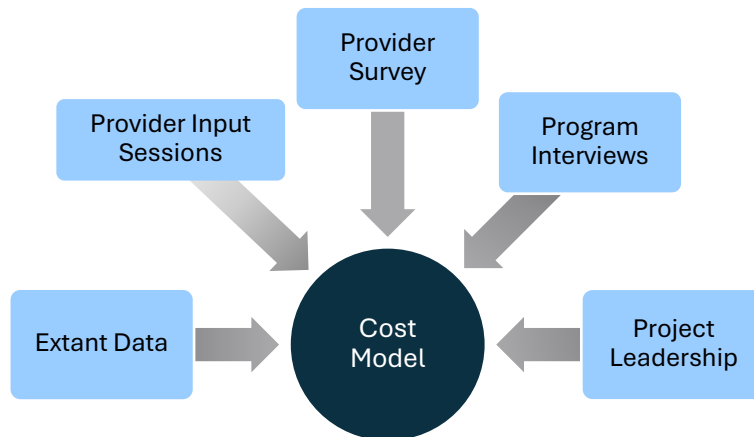 Provider
Survey
Provider Input
Sessions
Program
Interviews
Extant Data
Cost
Model
Project
Leadership